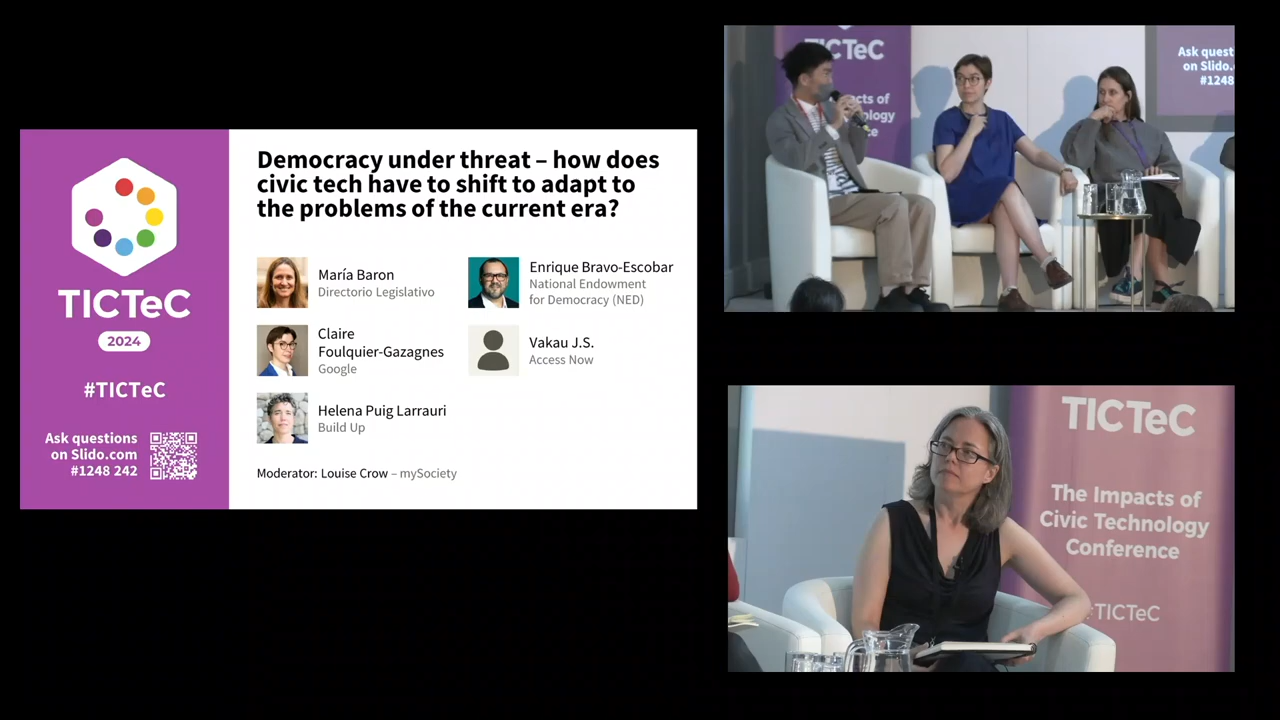 Democracy under threat – how does
civic tech have to shift to adapt to
the problems of the current era?
María Baron
Directorio Legislativo
Enrique Bravo-Escobar
National Endowment
for Democracy (NED)
Claire
Foulquier-Gazagnes
Google
Vakau J.S.
Access Now
Helena Puig Larrauri
Build Up
Moderator: Louise Crow – mySociety
TICTeC
2024
#TICTeC
Ask questions
on Slido.com
#1248 242
TICTeC
Ask quest
on Slido.
#1248
TICTeC
The Impacts of
Civic Technology
Conference
#TICTeC